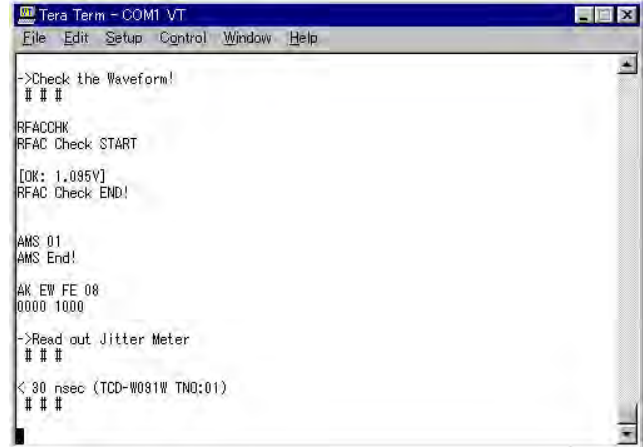 Tera Term - COM1 VT
File Edit Setup Control Window Help
->Check the Waveform!
# # #
RFACCHK
RFAC Check START
[OK: 1.095V]
RFAC Check END!
AMS 01
AMS End!
AK EW FE 08
0000 1000
->Read out Jitter Meter
# # #
< 30 nsec (TCD-W091W TNO:01)
# # #